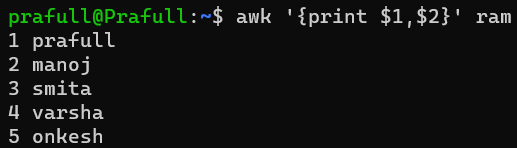 prafull@Prafull:~$ awk '{print $1,$2}' ram
1 prafull
2 manoj
3 smita
4 varsha
5 onkesh